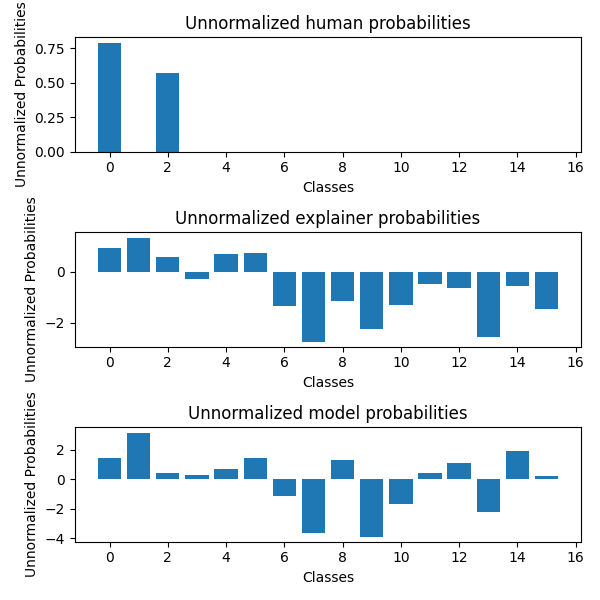 Unnormalized human probabilities
Unnormalized Probabilities
0.75
0.50
0.25
0.00
0 2 4 6 8 10 12 14 16
Classes
Unnormalized explainer probabilities
Unnormalized Probabilities
0
−2
0 2 4 6 8 10 12 14 16
Classes
Unnormalized model probabilities
Unnormalized Probabilities
2
0
−2
−4
0 2 4 6 8 10 12 14 16
Classes